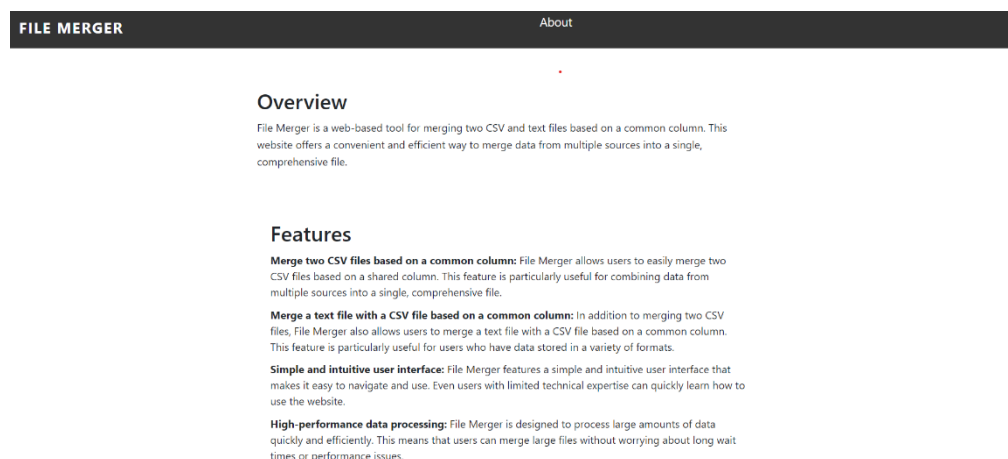 FILE MERGER
About
Overview
File Merger is a web-based tool for merging two CSV and text files based on a common column. This
website offers a convenient and efficient way to merge data from multiple sources into a single,
comprehensive file.
Features
Merge two CSV files based on a common column: File Merger allows users to easily merge two
CSV files based on a shared column. This feature is particularly useful for combining data from
multiple sources into a single, comprehensive file.
Merge a text file with a CSV file based on a common column: In addition to merging two CSV
files, File Merger also allows users to merge a text file with a CSV file based on a common column.
This feature is particularly useful for users who have data stored in a variety of formats.
Simple and intuitive user interface: File Merger features a simple and intuitive user interface that
makes it easy to navigate and use. Even users with limited technical expertise can quickly learn how to
use the website.
High-performance data processing: File Merger is designed to process large amounts of data
quickly and efficiently. This means that users can merge large files without worrying about long wait
times or performance issues.